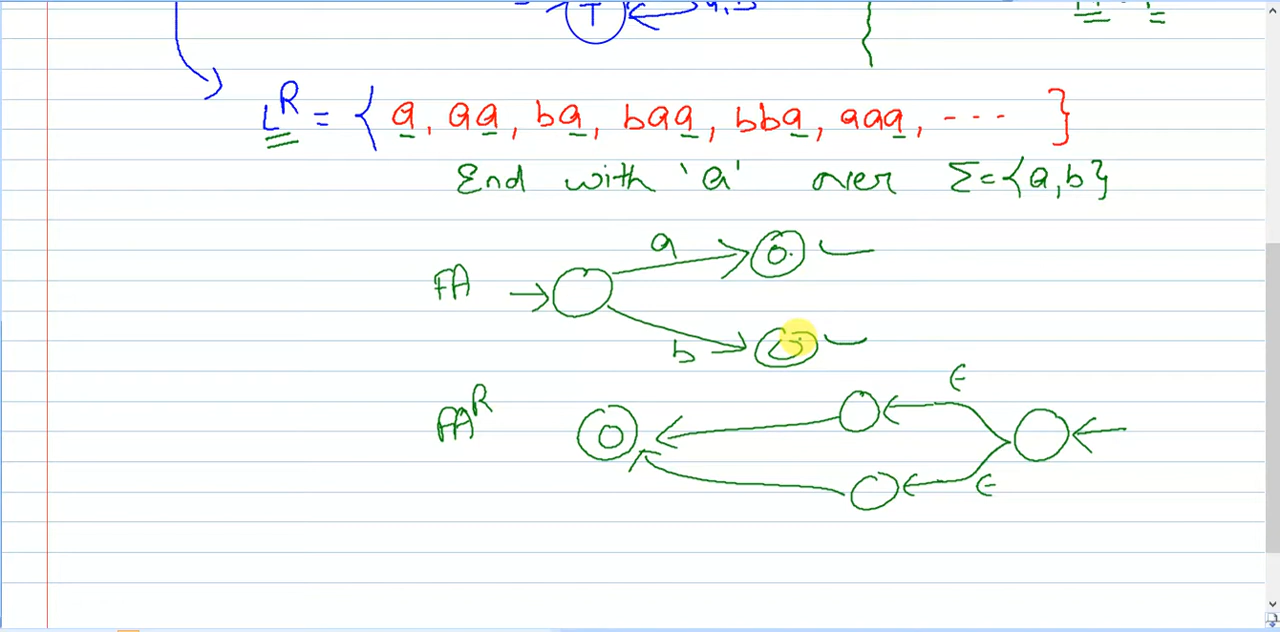 T
L^R = { a, aa, ba, baa, bba, aaa, - - - }
End with 'a' over Σ={a,b}
a
FA
b
ϵ
FA^R
ϵ